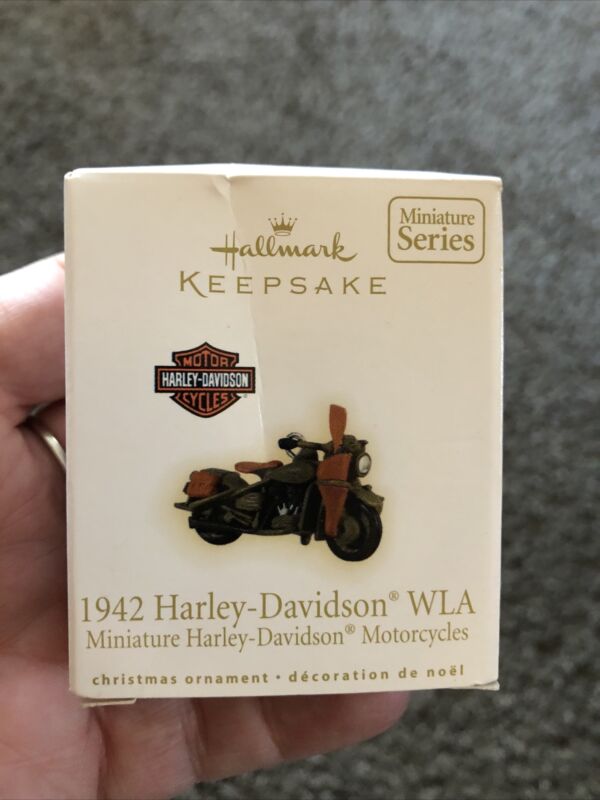 Hallmark
KEEPSAKE
Miniature
Series
MOTOR
HARLEY-DAVIDSON
CYCLES
1942 Harley-Davidson® WLA
Miniature Harley-Davidson® Motorcycles
christmas ornament • décoration de noël